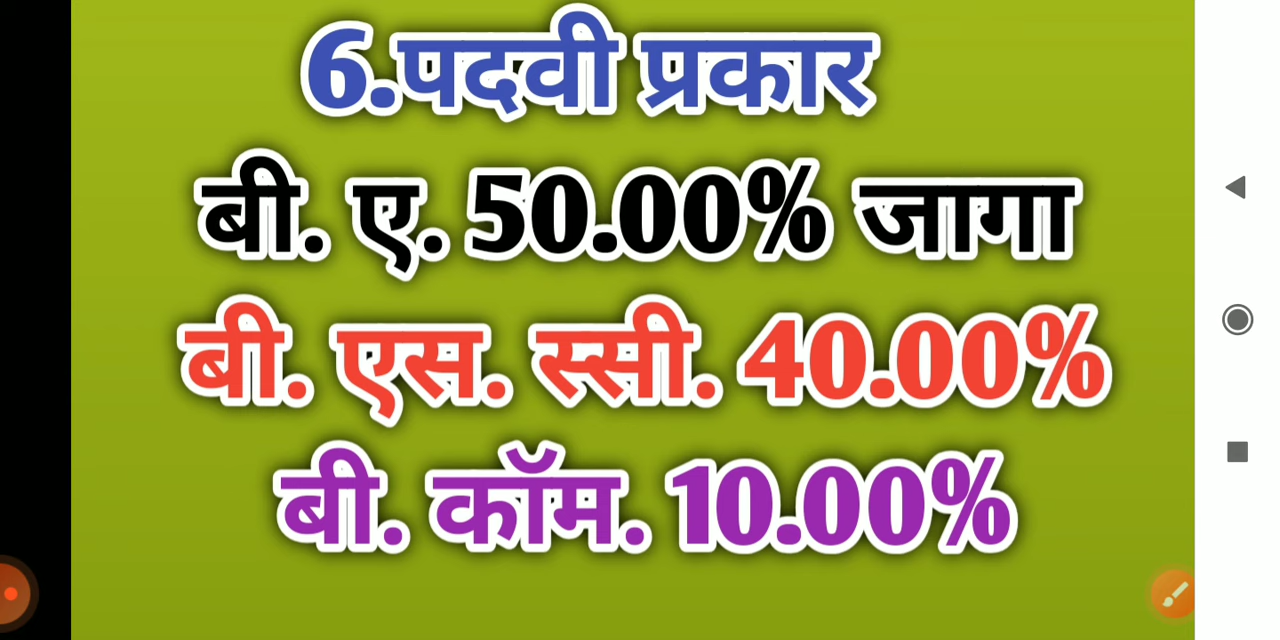 6.पदवी प्रकार
बी. ए. 50.00% जागा
बी. एस. स्सी. 40.00%
बी. कॉम. 10.00%